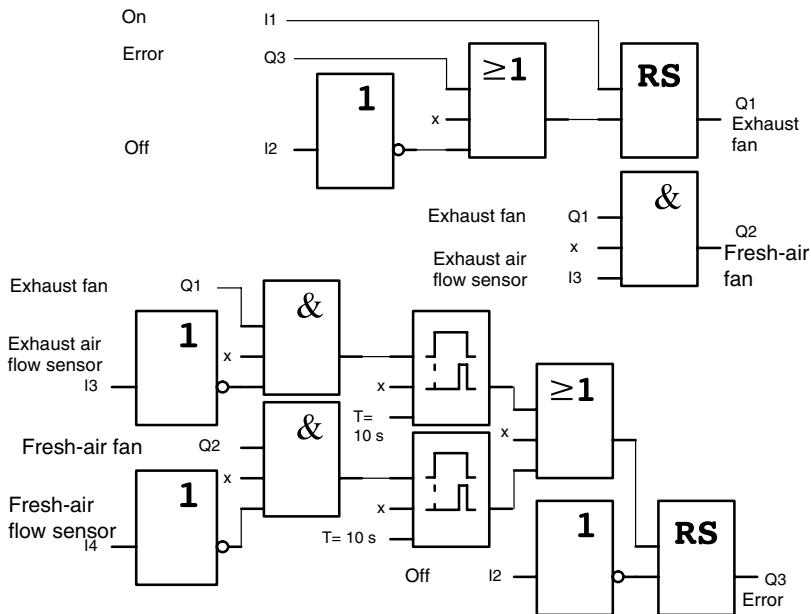 On I1
Error Q3
1
≥1
RS
x
Q1
Exhaust
fan
Off I2
&
Exhaust fan Q1
x
Exhaust air
flow sensor
I3
Q2
Fresh-air
fan
Exhaust fan Q1
&
1
Exhaust air
flow sensor
x
I3
x
T=
10 s
≥1
x
Fresh-air fan Q2
&
x
1
Fresh-air
flow sensor
I4
x
T= 10 s
Off I2
1
RS
Q3
Error